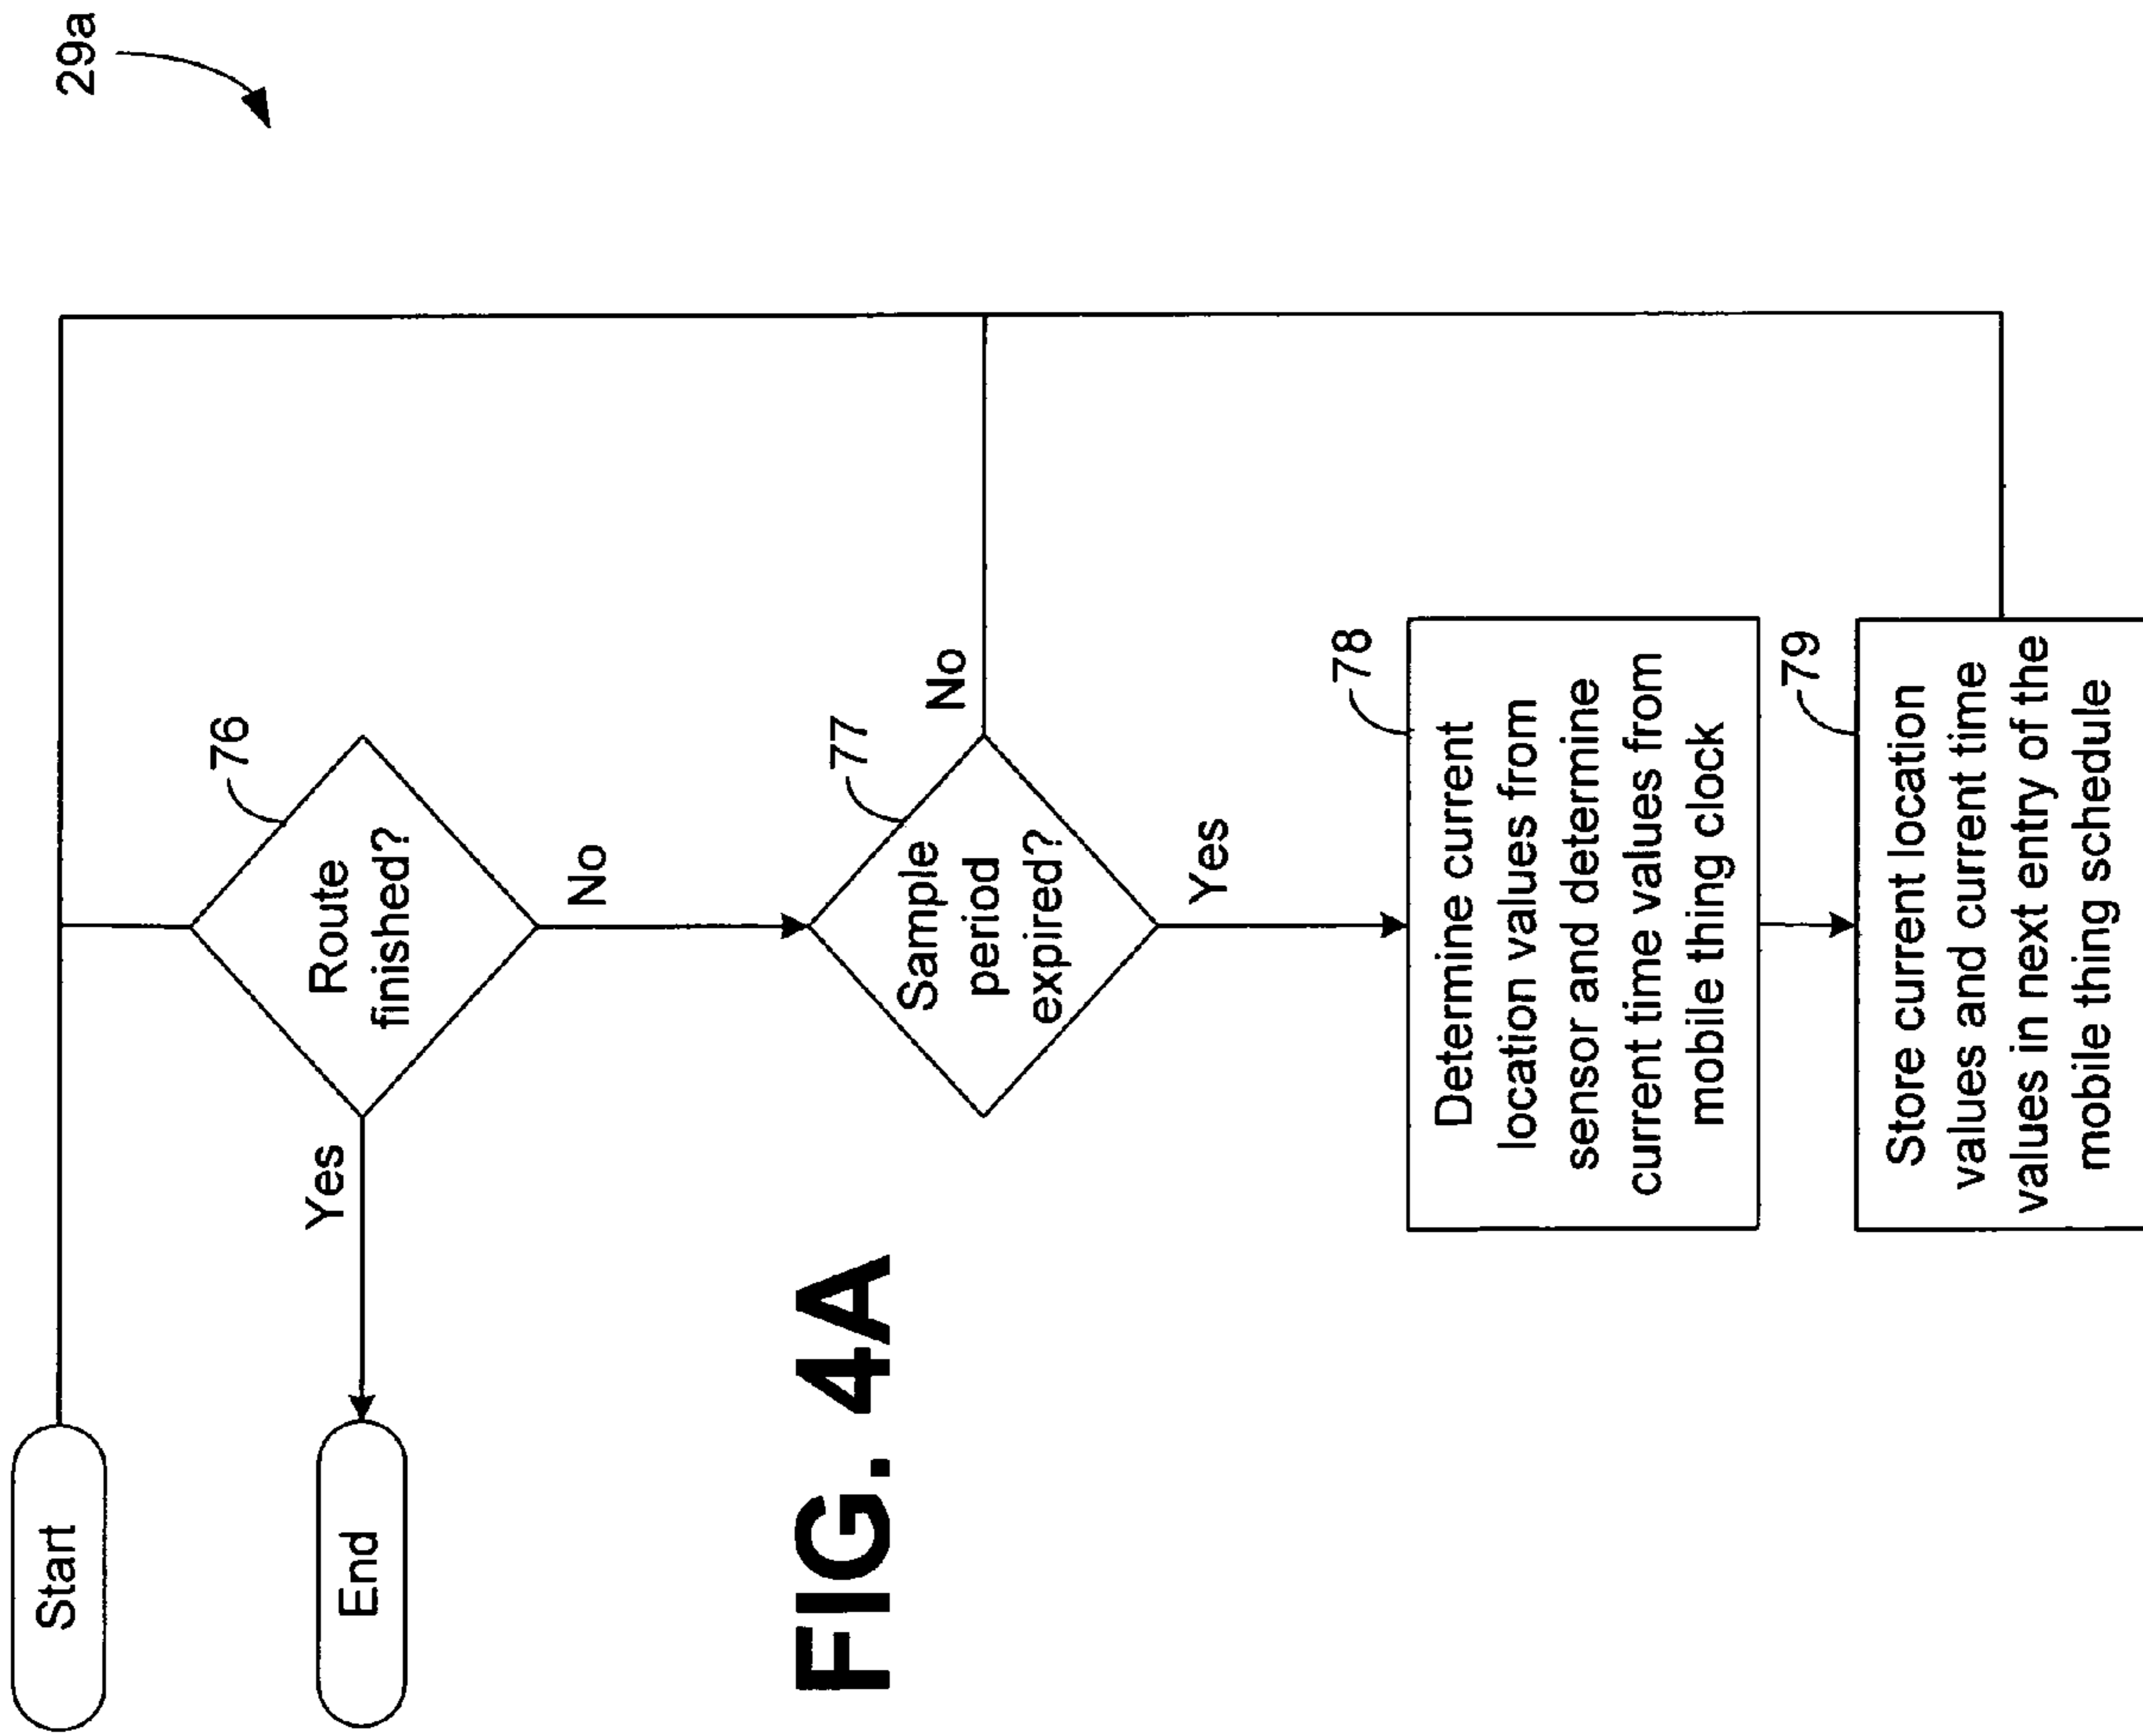 29a
Start
76
Route
finished?
Yes
End
No
77
Sample
period
expired?
No
Yes
78
Determine current
location values from
sensor and determine
current time values from
mobile thing clock
79
Store current location
values and current time
values in next entry of the
mobile thing schedule
FIG. 4A